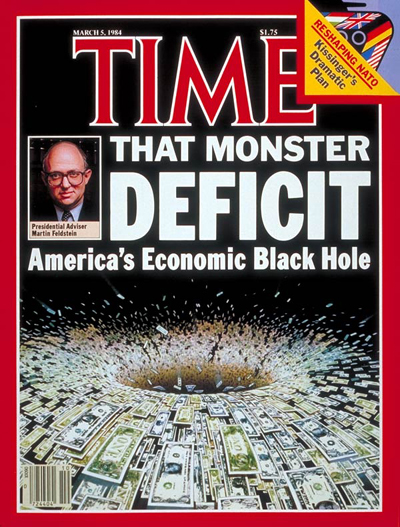 MARCH 5, 1984
$1.75
TIME
RESHAPING NATO
Kissinger's
Dramatic
Plan
THAT MONSTER
DEFICIT
America's Economic Black Hole
Presidential Adviser
Martin Feldstein